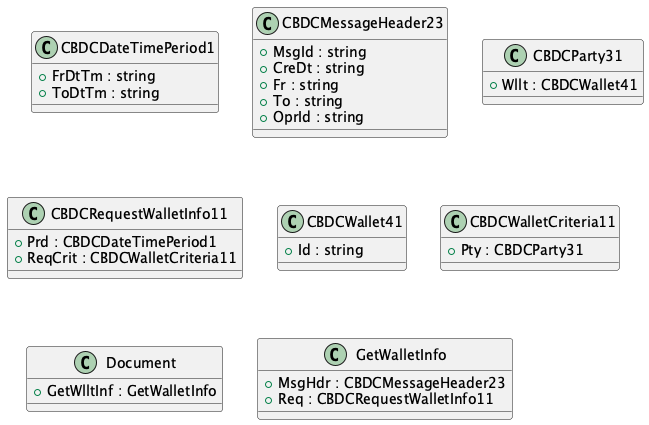 C CBDCDateTimePeriod1
FrDtTm : string
ToDtTm : string
C CBDCMessageHeader23
MsgId : string
CreDt : string
Fr : string
To : string
OprId : string
C CBDCParty31
Wllt : CBDCWallet41
C CBDCRequestWalletInfo11
Prd : CBDCDateTimePeriod1
ReqCrit : CBDCWalletCriteria11
C CBDCWallet41
Id : string
C CBDCWalletCriteria11
Pty : CBDCParty31
C Document
GetWlltInf : GetWalletInfo
C GetWalletInfo
MsgHdr : CBDCMessageHeader23
Req : CBDCRequestWalletInfo11